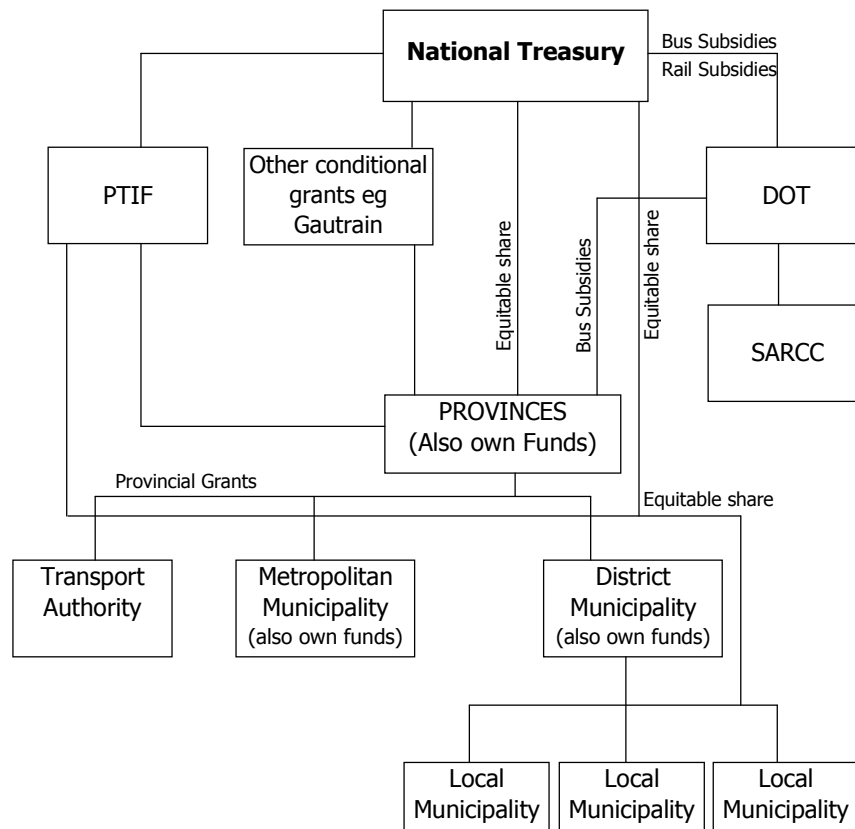 National Treasury
Bus Subsidies
Rail Subsidies
PTIF
Other conditional
grants eg
Gautrain
DOT
Equitable share
Bus Subsidies
Equitable share
SARCC
PROVINCES
(Also own Funds)
Provincial Grants
Equitable share
Transport
Authority
Metropolitan
Municipality
(also own funds)
District
Municipality
(also own funds)
Local
Municipality
Local
Municipality
Local
Municipality